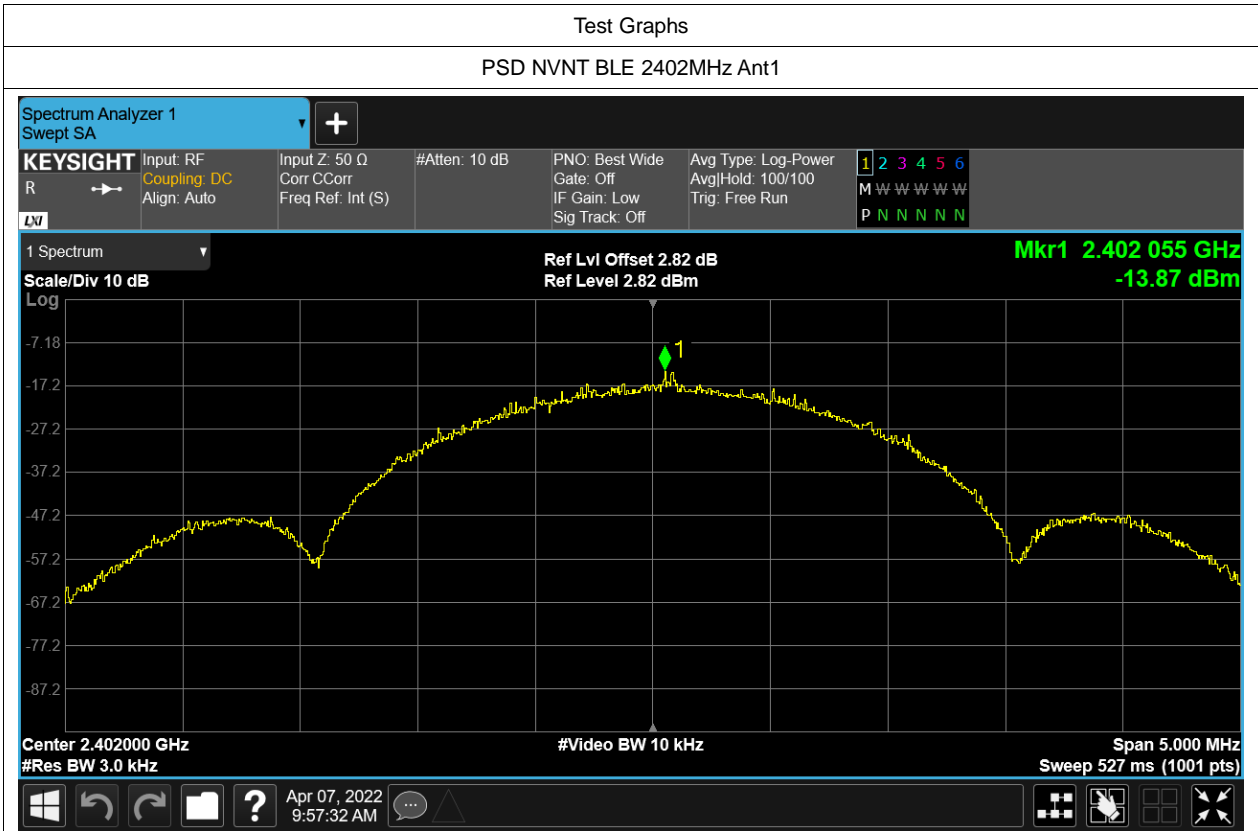 Test Graphs
PSD NVNT BLE 2402MHz Ant1
Spectrum Analyzer 1
Swept SA
KEYSIGHT Input: RF Input Z: 50 Ω #Atten: 10 dB PNO: Best Wide Avg Type: Log-Power 1 2 3 4 5 6
R Coupling: DC Corr CCorr Gate: Off Avg|Hold: 100/100 M W W W W W
Align: Auto Freq Ref: Int (S) IF Gain: Low Trig: Free Run
LXI Sig Track: Off P N N N N N
1 Spectrum Ref Lvl Offset 2.82 dB Mkr1 2.402 055 GHz
Scale/Div 10 dB Ref Level 2.82 dBm -13.87 dBm
Log
-7.18
1
-17.2
-27.2
-37.2
-47.2
-57.2
-67.2
-77.2
-87.2
Center 2.402000 GHz #Video BW 10 kHz Span 5.000 MHz
#Res BW 3.0 kHz Sweep 527 ms (1001 pts)
? Apr 07, 2022
9:57:32 AM